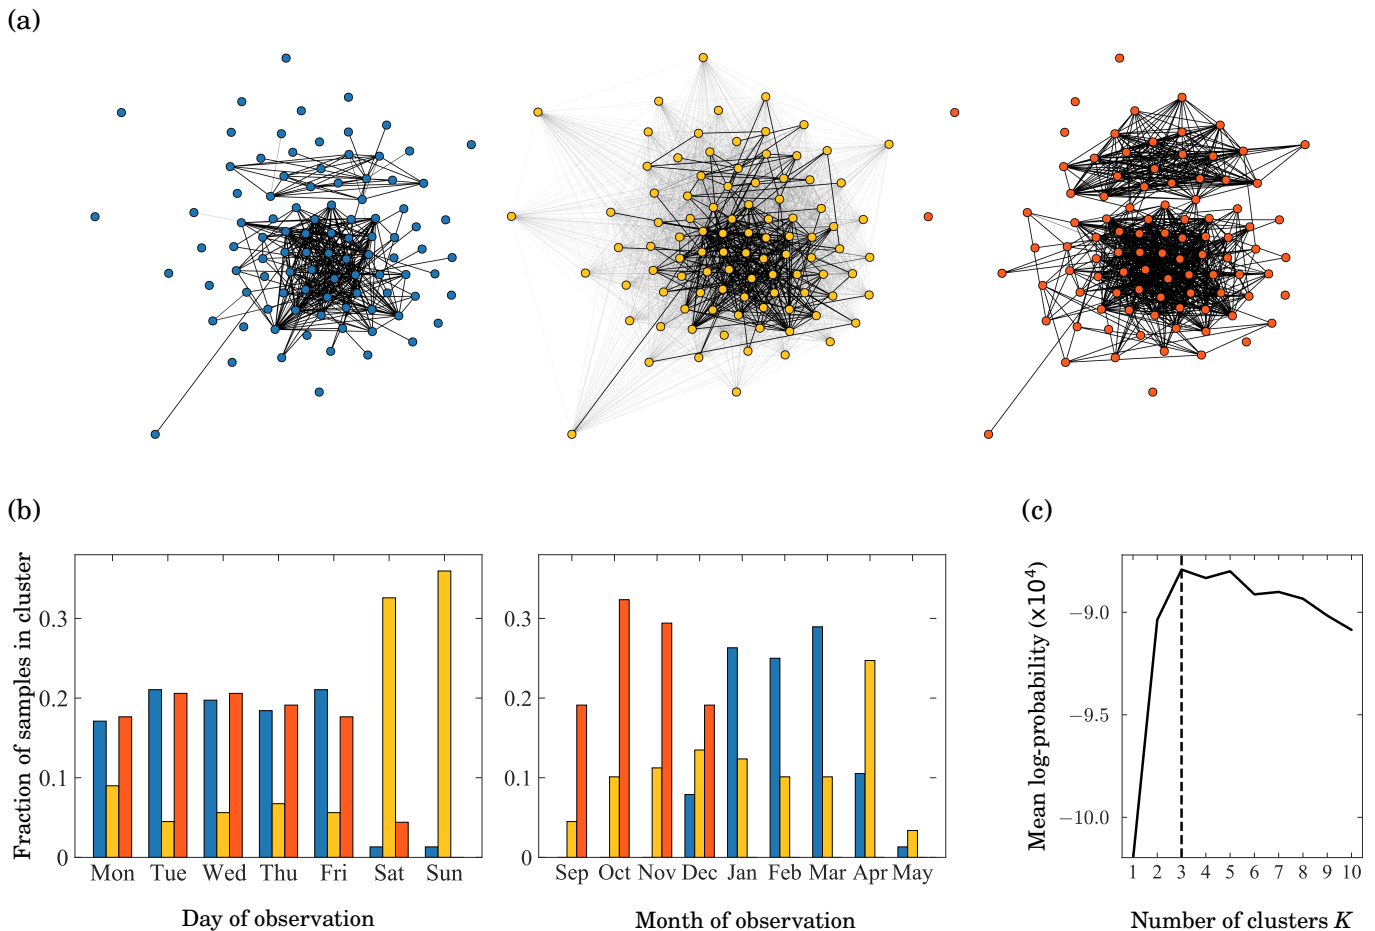 (a)
(b)
(c)
Fraction of samples in cluster
0.3
0.2
0.1
0
Mon Tue Wed Thu Fri Sat Sun
Day of observation
0.3
0.2
0.1
0
Sep Oct Nov Dec Jan Feb Mar Apr May
Month of observation
Mean log-probability (x10⁴)
−9.0
−9.5
−10.0
1 2 3 4 5 6 7 8 9 10
Number of clusters K